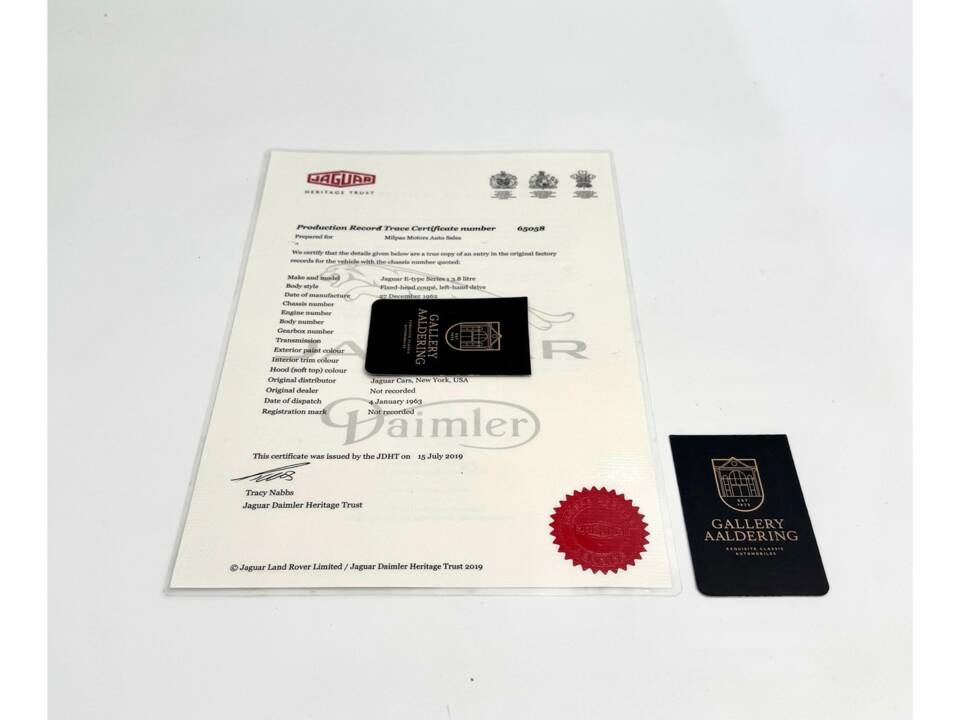 JAGUAR
HERITAGE TRUST
Production Record Trace Certificate number 65058
Prepared for Milpas Motors Auto Sales
We certify that the details given below are a true copy of an entry in the original factory
records for the vehicle with the chassis number quoted:
Make and model Jaguar E-type Series 1 3.8 litre
Body style Fixed-head coupé, left-hand drive
Date of manufacture 27 December 1962
Chassis number
Engine number
Body number
Gearbox number
Transmission
Exterior paint colour
Interior trim colour
Hood (soft top) colour
Original distributor Jaguar Cars, New York, USA
Original dealer Not recorded
Date of dispatch 4 January 1963
Registration mark Not recorded
Daimler
This certificate was issued by the JDHT on 15 July 2019
Tracy Nabbs
Jaguar Daimler Heritage Trust
© Jaguar Land Rover Limited / Jaguar Daimler Heritage Trust 2019
GALLERY
AALDERING
EXQUISITE CLASSIC
AUTOMOBILES
EST
1975
GALLERY
AALDERING
EXQUISITE CLASSIC
AUTOMOBILES